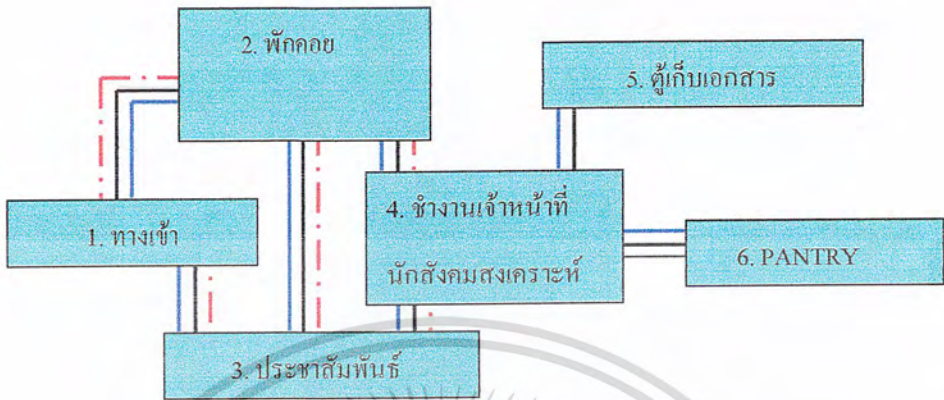 2. พักคอย
5. ตู้เก็บเอกสาร
4. ชำงานเจ้าหน้าที่
นักสังคมสงเคราะห์
1. ทางเข้า
6. PANTRY
3. ประชาสัมพันธ์